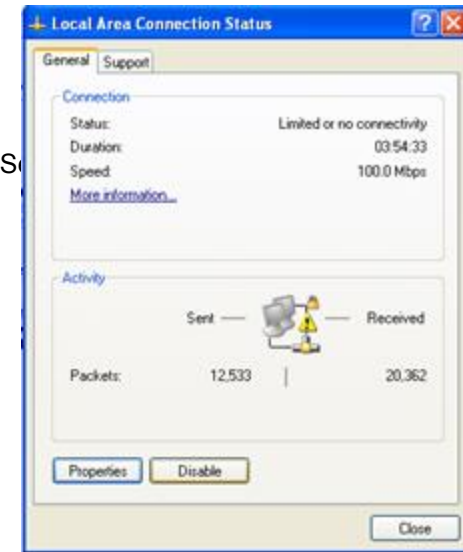 Local Area Connection Status
General Support
Connection
Status: Limited or no connectivity
Duration: 03:54:33
Speed: 100.0 Mbps
More information...
Activity
Sent Received
Packets: 12,533 20,362
Properties Disable
Close